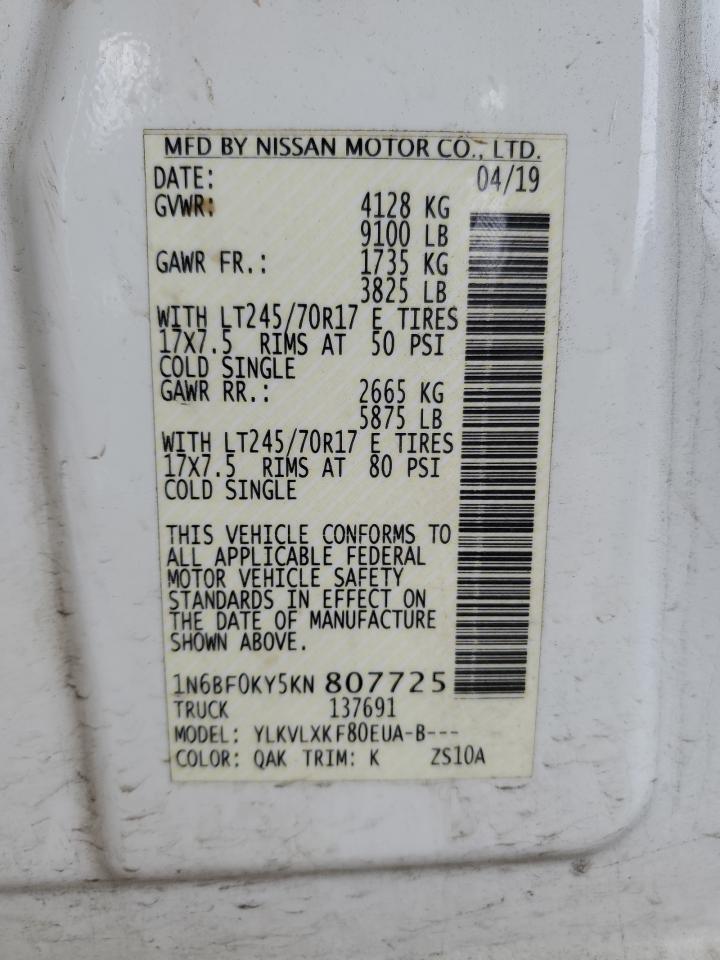 MFD BY NISSAN MOTOR CO., LTD.
DATE: 04/19
GVWR: 4128 KG
9100 LB
GAWR FR.: 1735 KG
3825 LB
WITH LT245/70R17 E TIRES
17X7.5 RIMS AT 50 PSI
COLD SINGLE
GAWR RR.: 2665 KG
5875 LB
WITH LT245/70R17 E TIRES
17X7.5 RIMS AT 80 PSI
COLD SINGLE
THIS VEHICLE CONFORMS TO
ALL APPLICABLE FEDERAL
MOTOR VEHICLE SAFETY
STANDARDS IN EFFECT ON
THE DATE OF MANUFACTURE
SHOWN ABOVE.
1N6BF0KY5KN 807725
TRUCK 137691
MODEL: YLKVLXKF80EUA-B---
COLOR: QAK TRIM: K ZS10A